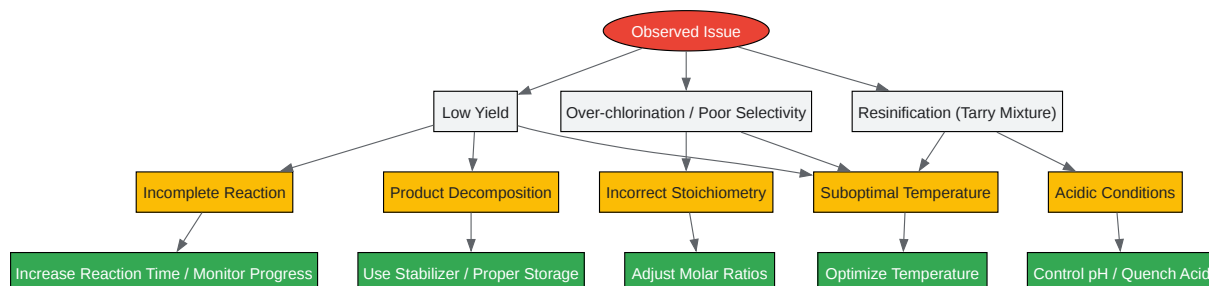 Observed Issue
Low Yield
Over-chlorination / Poor Selectivity
Resinification (Tarry Mixture)
Incomplete Reaction
Product Decomposition
Incorrect Stoichiometry
Suboptimal Temperature
Acidic Conditions
Increase Reaction Time / Monitor Progress
Use Stabilizer / Proper Storage
Adjust Molar Ratios
Optimize Temperature
Control pH / Quench Acid